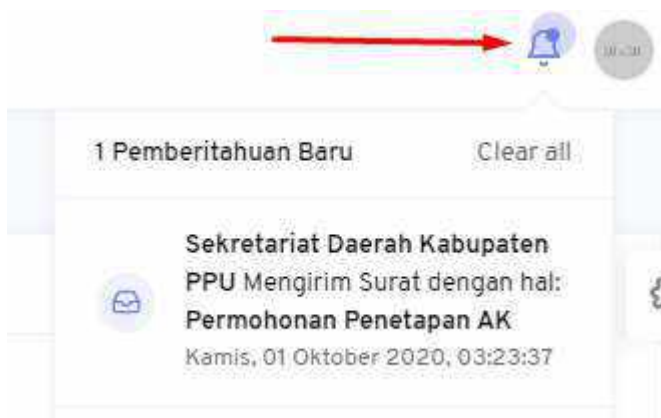 1 Pemberitahuan Baru Clear all
Sekretariat Daerah Kabupaten
PPU Mengirim Surat dengan hal:
Permohonan Penetapan AK
Kamis, 01 Oktober 2020, 03:23:37